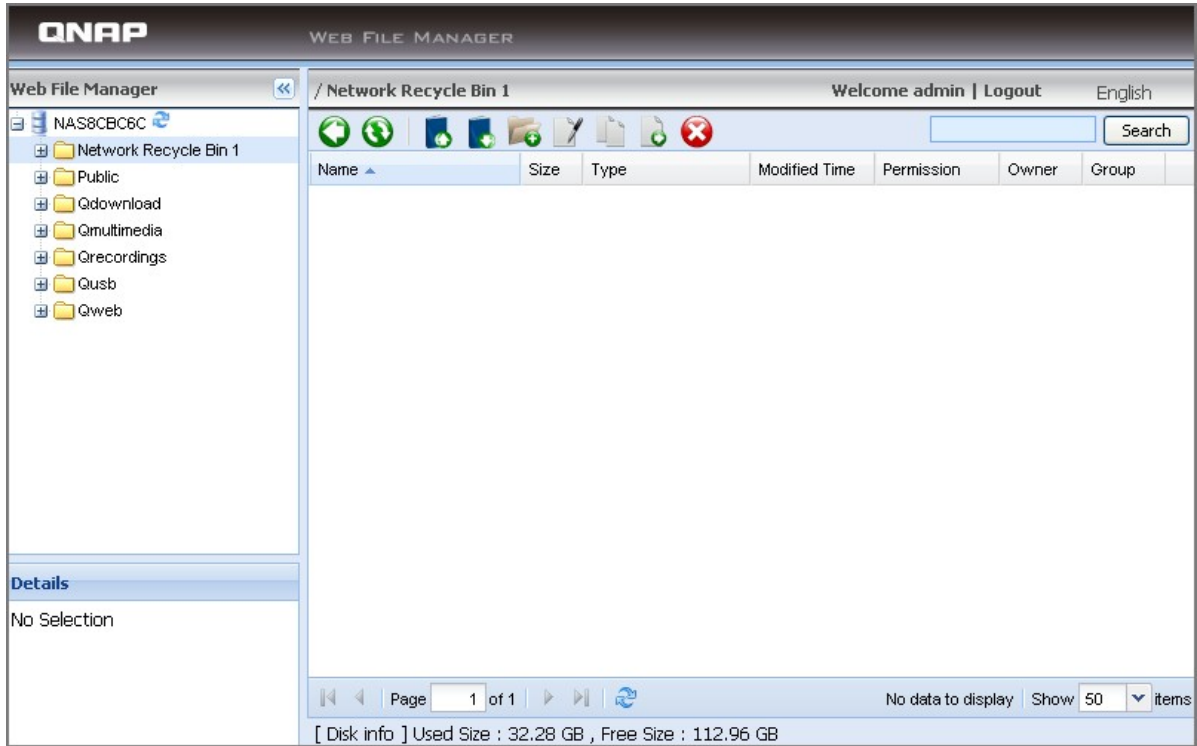 QNAP
WEB FILE MANAGER
Web File Manager
/ Network Recycle Bin 1
Welcome admin | Logout
English
NAS8CBC6C
Network Recycle Bin 1
Public
Qdownload
Qmultimedia
Qrecordings
Qusb
Qweb
Search
Name
Size
Type
Modified Time
Permission
Owner
Group
Details
No Selection
Page 1 of 1
No data to display
Show 50 items
[ Disk info ] Used Size : 32.28 GB , Free Size : 112.96 GB